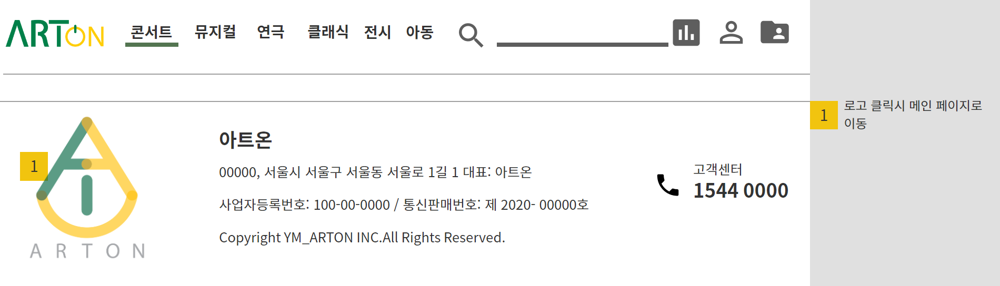 ARTON
콘서트 뮤지컬 연극 클래식 전시 아동
1
로고 클릭시 메인 페이지로
이동
1
ARTON
아트온
00000, 서울시 서울구 서울동 서울로 1길 1 대표: 아트온
사업자등록번호: 100-00-0000 / 통신판매번호: 제 2020- 00000호
Copyright YM_ARTON INC.All Rights Reserved.
고객센터
1544 0000